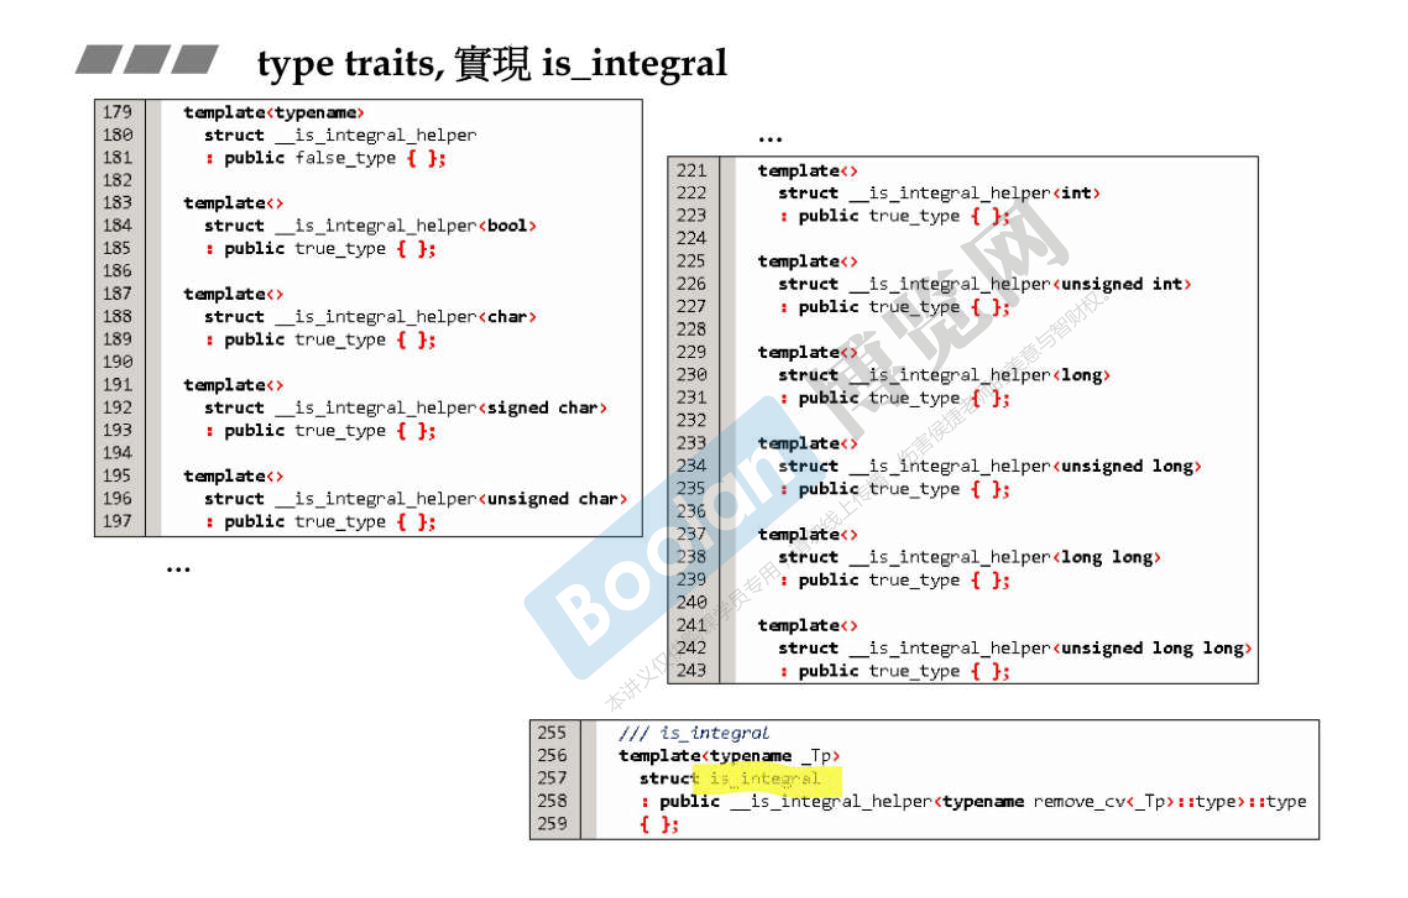 type traits, 實現 is_integral
179 template<typename>
180 struct __is_integral_helper
181 : public false_type { };
182
183 template<>
184 struct __is_integral_helper<bool>
185 : public true_type { };
186
187 template<>
188 struct __is_integral_helper<char>
189 : public true_type { };
190
191 template<>
192 struct __is_integral_helper<signed char>
193 : public true_type { };
194
195 template<>
196 struct __is_integral_helper<unsigned char>
197 : public true_type { };
...
...
221 template<>
222 struct __is_integral_helper<int>
223 : public true_type { };
224
225 template<>
226 struct __is_integral_helper<unsigned int>
227 : public true_type { };
228
229 template<>
230 struct __is_integral_helper<long>
231 : public true_type { };
232
233 template<>
234 struct __is_integral_helper<unsigned long>
235 : public true_type { };
236
237 template<>
238 struct __is_integral_helper<long long>
239 : public true_type { };
240
241 template<>
242 struct __is_integral_helper<unsigned long long>
243 : public true_type { };
255 /// is_integral
256 template<typename _Tp>
257 struct is_integral
258 : public __is_integral_helper<typename remove_cv<_Tp>::type>::type
259 { };
Boolan 博览网